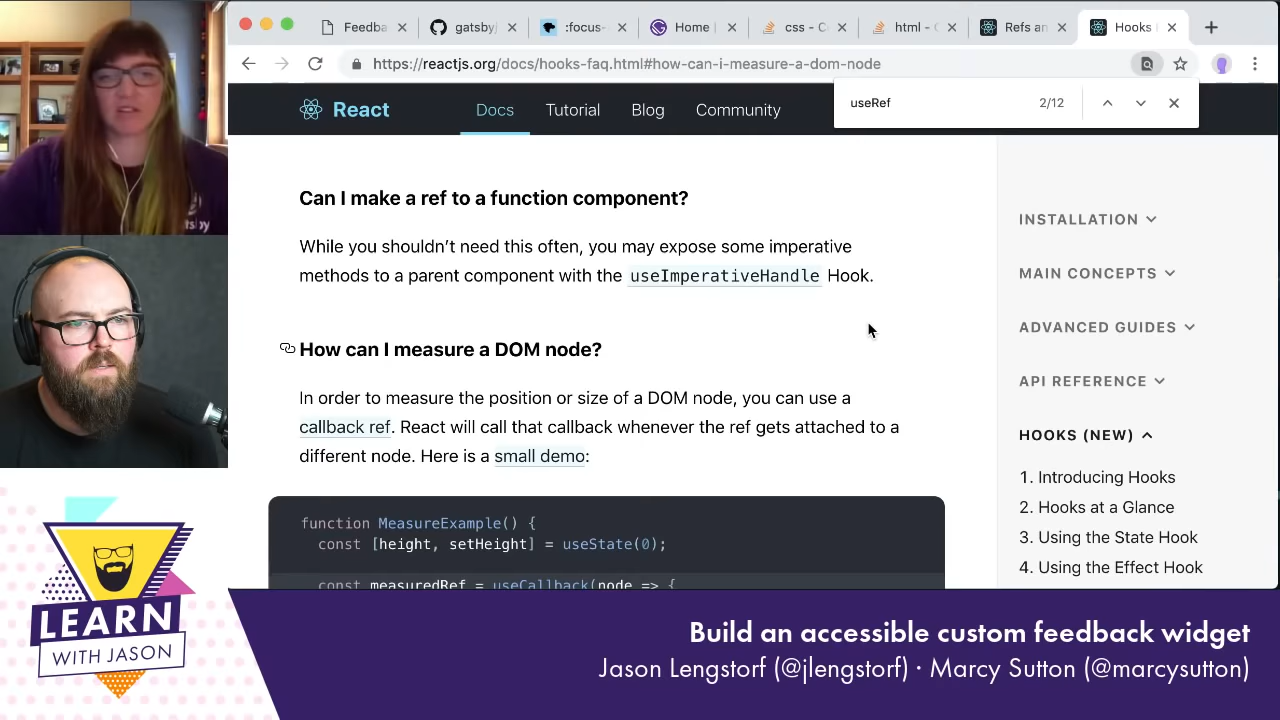 Feedba
gatsby
:focus-
Home
css - C
html - C
Refs an
Hooks
https://reactjs.org/docs/hooks-faq.html#how-can-i-measure-a-dom-node
useRef
2/12
React
Docs
Tutorial
Blog
Community
Can I make a ref to a function component?
While you shouldn't need this often, you may expose some imperative
methods to a parent component with the useImperativeHandle Hook.
How can I measure a DOM node?
In order to measure the position or size of a DOM node, you can use a
callback ref. React will call that callback whenever the ref gets attached to a
different node. Here is a small demo:
function MeasureExample() {
const [height, setHeight] = useState(0);
const measuredRef = useCallback(node => {
INSTALLATION
MAIN CONCEPTS
ADVANCED GUIDES
API REFERENCE
HOOKS (NEW)
1. Introducing Hooks
2. Hooks at a Glance
3. Using the State Hook
4. Using the Effect Hook
LEARN
WITH JASON
Build an accessible custom feedback widget
Jason Lengstorf (@jlengstorf) · Marcy Sutton (@marcysutton)